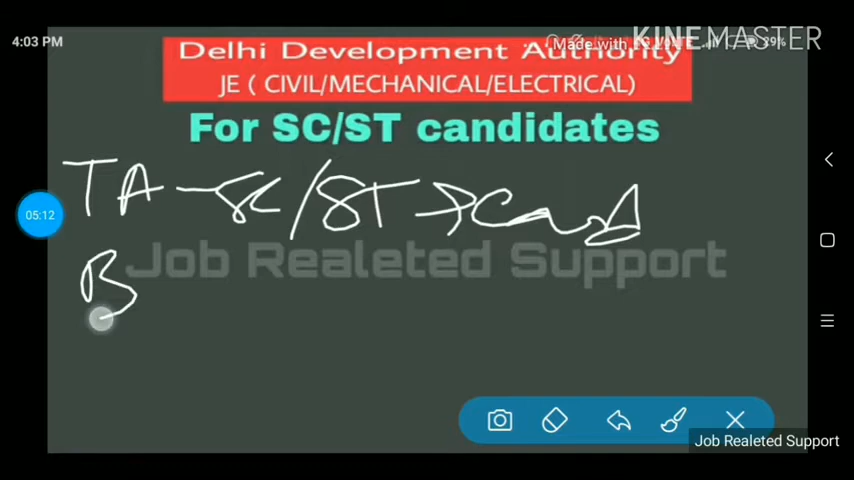 4:03 PM
Made with
KINEMASTER
39%
Delhi Development Authority
JE ( CIVIL/MECHANICAL/ELECTRICAL)
For SC/ST candidates
TA-SC/ST
05:12
Job Realeted Support
B
Job Realeted Support